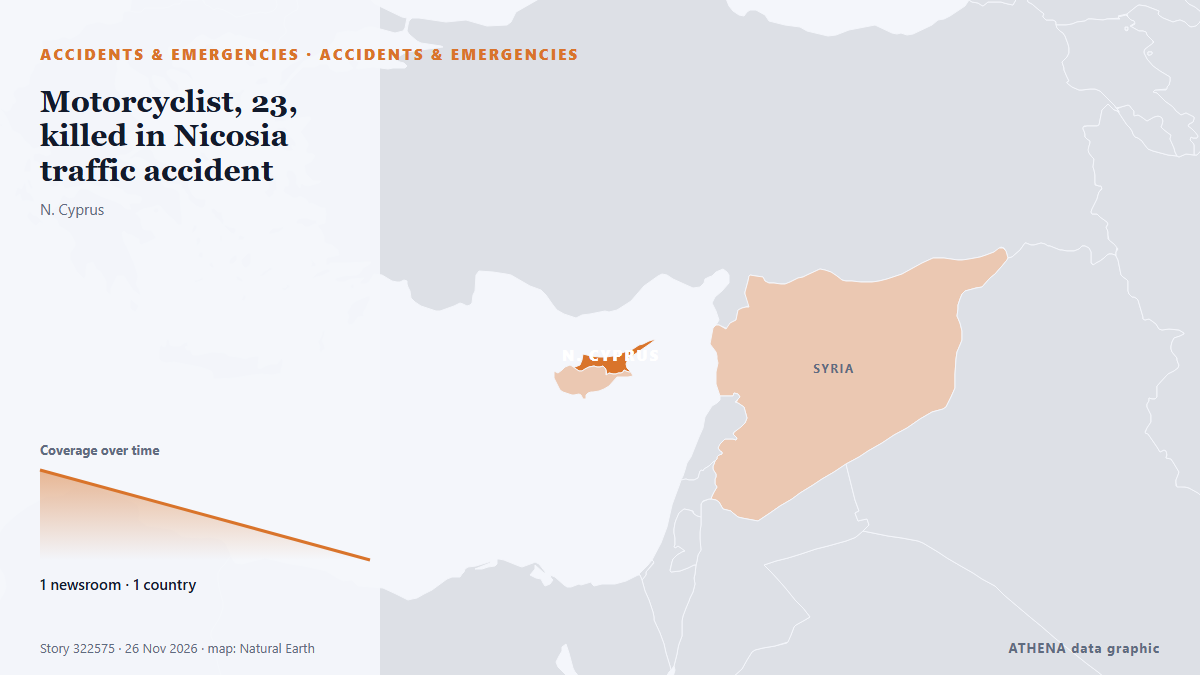 ACCIDENTS & EMERGENCIES · ACCIDENTS & EMERGENCIES
Motorcyclist, 23,
killed in Nicosia
traffic accident
N. Cyprus
N. CYPRUS
SYRIA
Coverage over time
1 newsroom · 1 country
Story 322575 · 26 Nov 2026 · map: Natural Earth
ATHENA data graphic